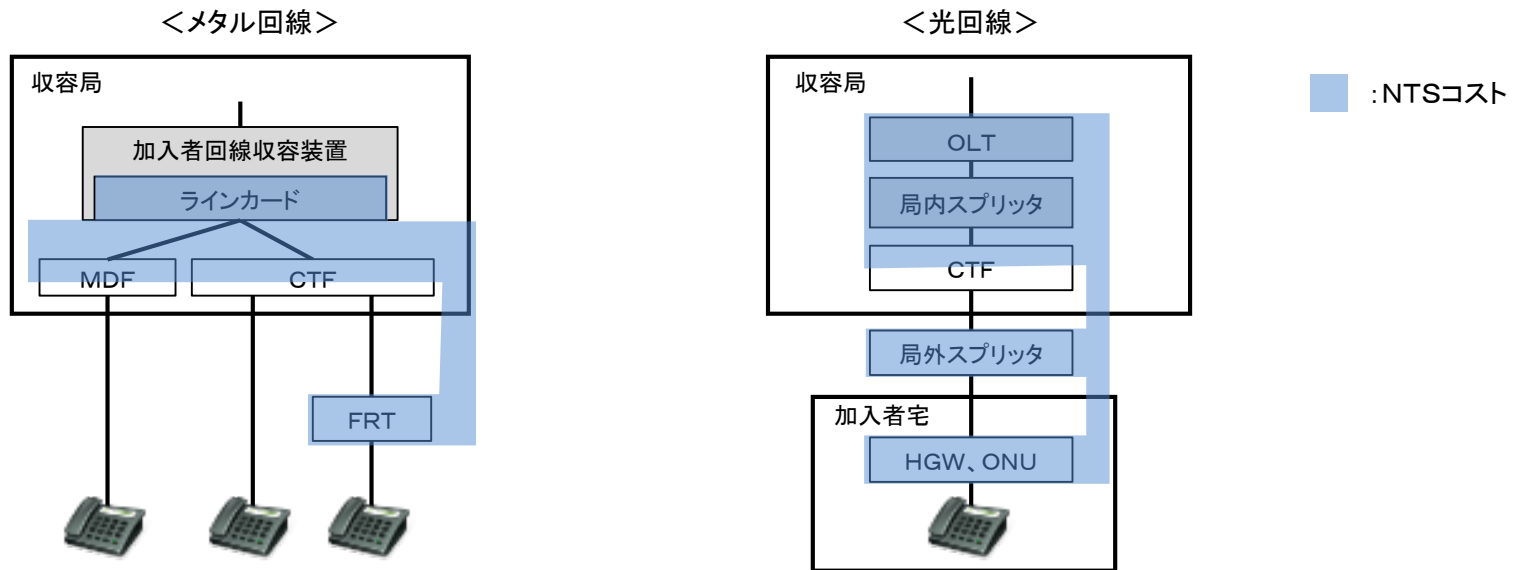 ＜メタル回線＞
収容局
加入者回線収容装置
ラインカード
MDF
CTF
FRT
＜光回線＞
収容局
OLT
局内スプリッタ
CTF
局外スプリッタ
加入者宅
HGW、ONU
：NTSコスト